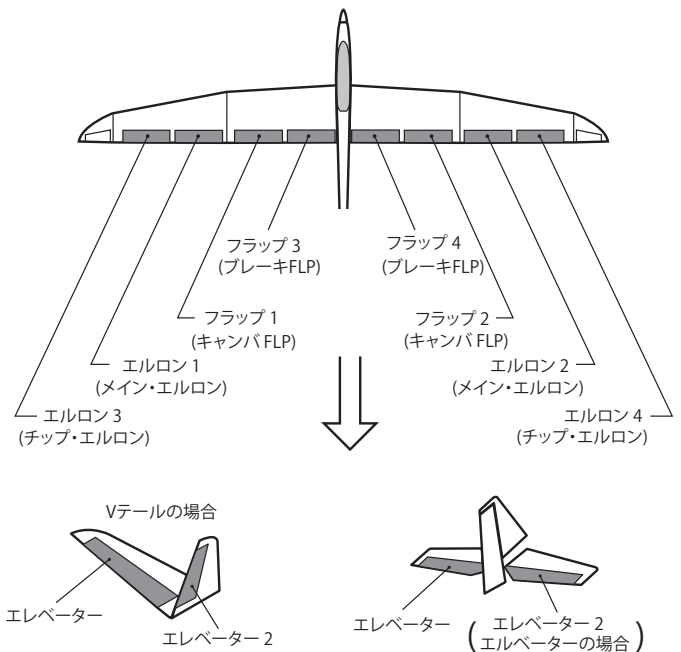 フラップ 3
(ブレーキFLP)
フラップ 4
(ブレーキFLP)
フラップ 1
(キャンバ FLP)
フラップ 2
(キャンバ FLP)
エルロン 1
(メイン・エルロン)
エルロン 2
(メイン・エルロン)
エルロン 3
(チップ・エルロン)
エルロン 4
(チップ・エルロン)
Vテールの場合
エレベーター
エレベーター 2
エレベーター
(エレベーター 2
エルベーターの場合)